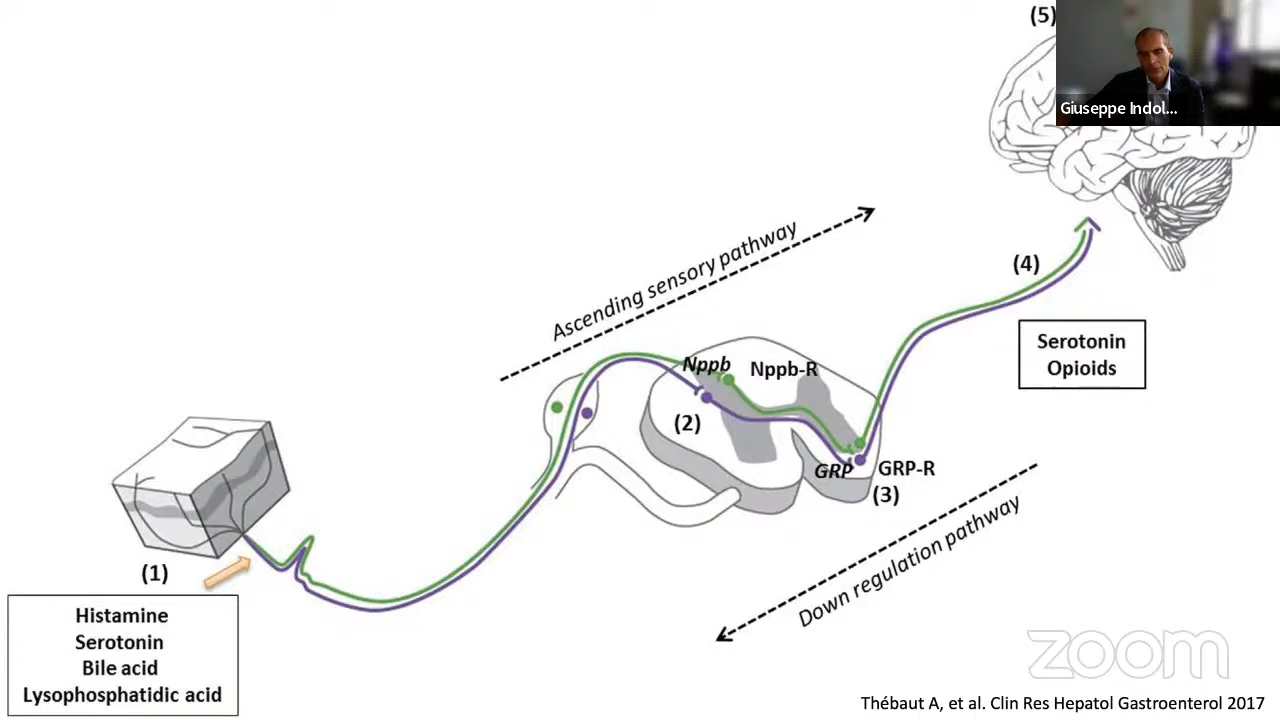 (5)
Giuseppe Indol...
Ascending sensory pathway
(4)
Serotonin
Opioids
Nppb
Nppb-R
(2)
GRP
GRP-R
(3)
Down regulation pathway
(1)
Histamine
Serotonin
Bile acid
Lysophosphatidic acid
zoom
Thébaut A, et al. Clin Res Hepatol Gastroenterol 2017